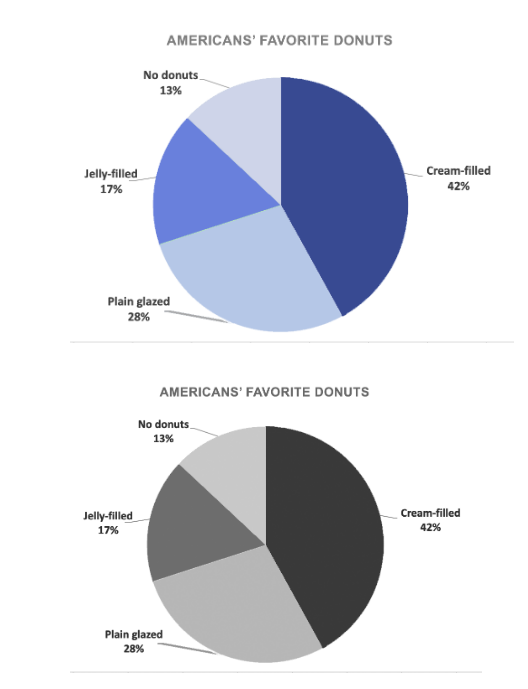 AMERICANS’ FAVORITE DONUTS
No donuts
13%
Cream-filled
42%
Jelly-filled
17%
Plain glazed
28%
AMERICANS’ FAVORITE DONUTS
No donuts
13%
Cream-filled
42%
Jelly-filled
17%
Plain glazed
28%